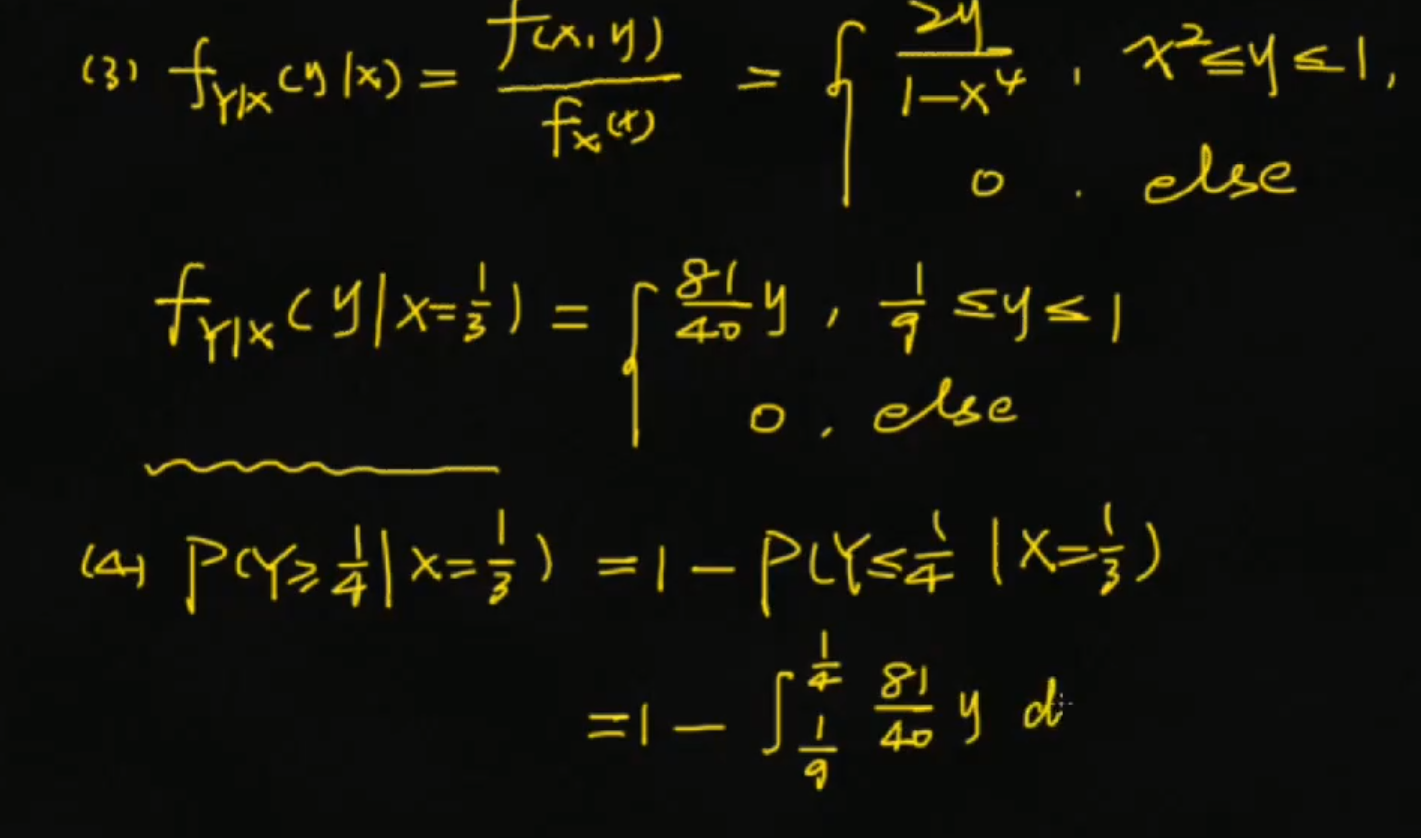 (3) f_{Y|X}(y|x) = \frac{f(x,y)}{f_X(x)} = \begin{cases} \frac{2y}{1-x^4}, & x^2 \le y \le 1, \\ 0, & else \end{cases}
f_{Y|X}(y|x=\frac{1}{3}) = \begin{cases} \frac{81}{40}y, & \frac{1}{9} \le y \le 1 \\ 0, & else \end{cases}
(4) P(Y \ge \frac{1}{4} | X=\frac{1}{3}) = 1 - P(Y \le \frac{1}{4} | X=\frac{1}{3})
= 1 - \int_{\frac{1}{9}}^{\frac{1}{4}} \frac{81}{40} y d